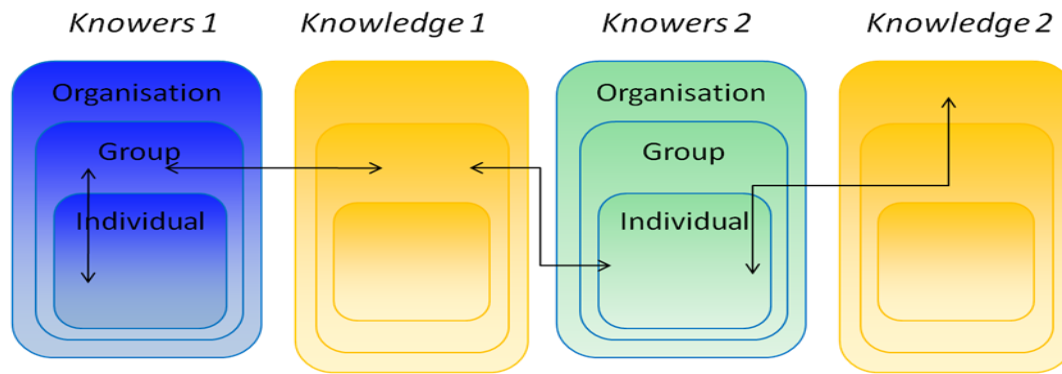 Knowers 1 Knowledge 1 Knowers 2 Knowledge 2
Organisation
Group
Individual
Organisation
Group
Individual